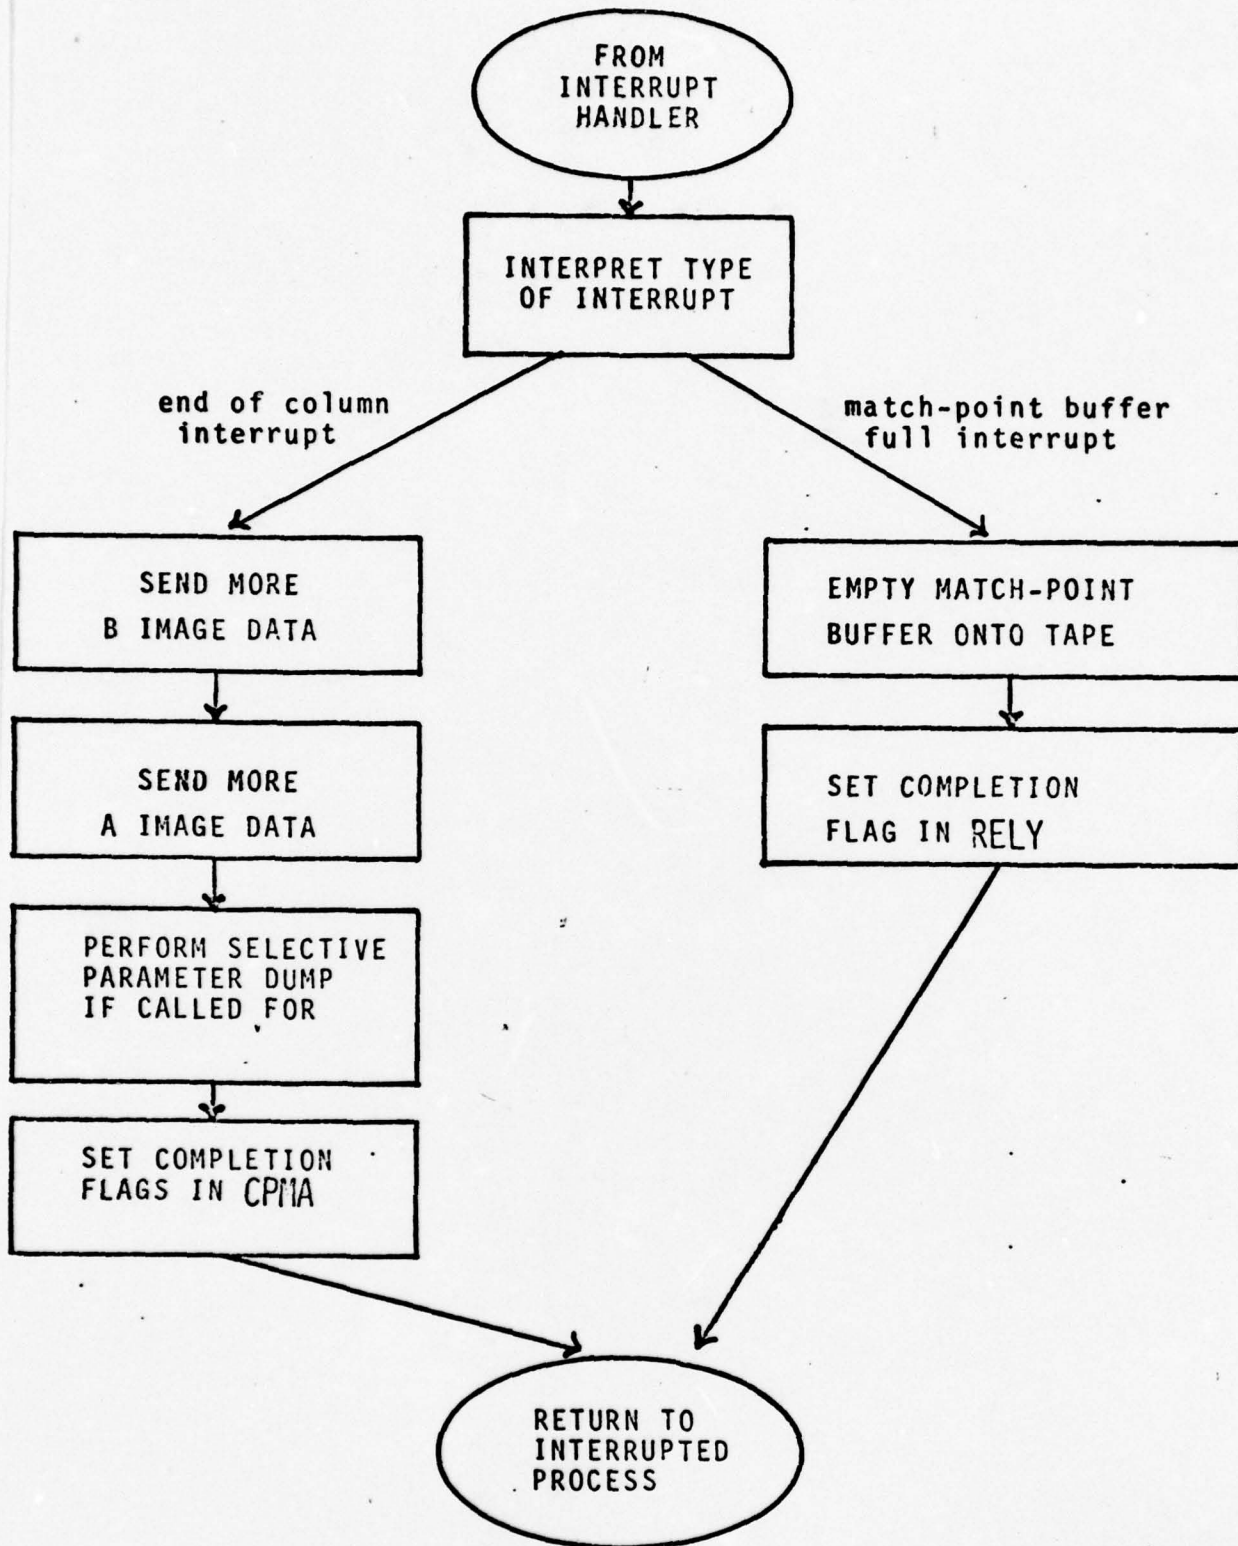 FROM
INTERRUPT
HANDLER
INTERPRET TYPE
OF INTERRUPT
end of column
interrupt
match-point buffer
full interrupt
SEND MORE
B IMAGE DATA
SEND MORE
A IMAGE DATA
PERFORM SELECTIVE
PARAMETER DUMP
IF CALLED FOR
SET COMPLETION
FLAGS IN CPMA
EMPTY MATCH-POINT
BUFFER ONTO TAPE
SET COMPLETION
FLAG IN RELY
RETURN TO
INTERRUPTED
PROCESS